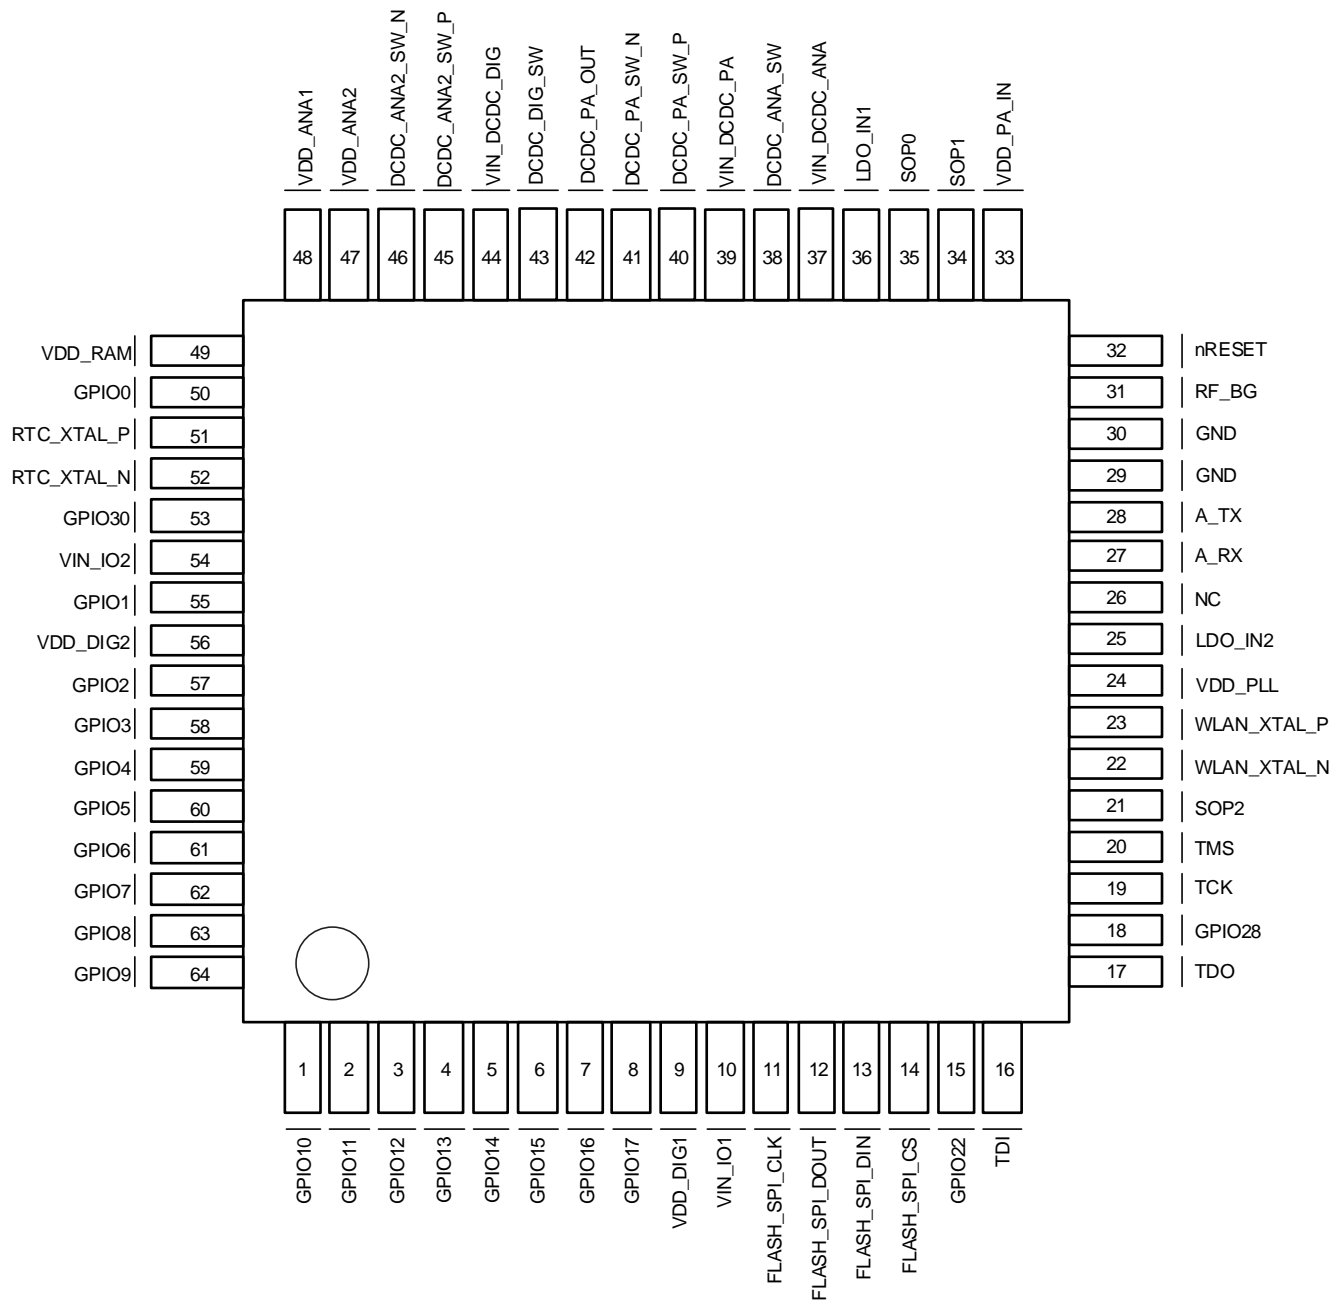 VDD_ANA1
VDD_ANA2
DCDC_ANA2_SW_N
DCDC_ANA2_SW_P
VIN_DCDC_DIG
DCDC_DIG_SW
DCDC_PA_OUT
DCDC_PA_SW_N
DCDC_PA_SW_P
VIN_DCDC_PA
DCDC_ANA_SW
VIN_DCDC_ANA
LDO_IN1
SOP0
SOP1
VDD_PA_IN
48 47 46 45 44 43 42 41 40 39 38 37 36 35 34 33
VDD_RAM 49
GPIO0 50
RTC_XTAL_P 51
RTC_XTAL_N 52
GPIO30 53
VIN_IO2 54
GPIO1 55
VDD_DIG2 56
GPIO2 57
GPIO3 58
GPIO4 59
GPIO5 60
GPIO6 61
GPIO7 62
GPIO8 63
GPIO9 64
32 nRESET
31 RF_BG
30 GND
29 GND
28 A_TX
27 A_RX
26 NC
25 LDO_IN2
24 VDD_PLL
23 WLAN_XTAL_P
22 WLAN_XTAL_N
21 SOP2
20 TMS
19 TCK
18 GPIO28
17 TDO
1 2 3 4 5 6 7 8 9 10 11 12 13 14 15 16
GPIO10
GPIO11
GPIO12
GPIO13
GPIO14
GPIO15
GPIO16
GPIO17
VDD_DIG1
VIN_IO1
FLASH_SPI_CLK
FLASH_SPI_DOUT
FLASH_SPI_DIN
FLASH_SPI_CS
GPIO22
TDI